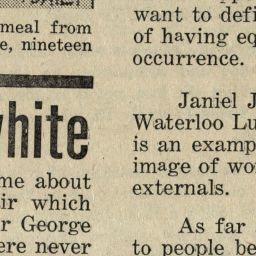 meal from
e, nineteen
white
me about
ir which
r George
ere never
want to defi
of having eq
occurrence.
Janiel J
Waterloo Lu
is an examp
image of wo
externals.
As far
to people be